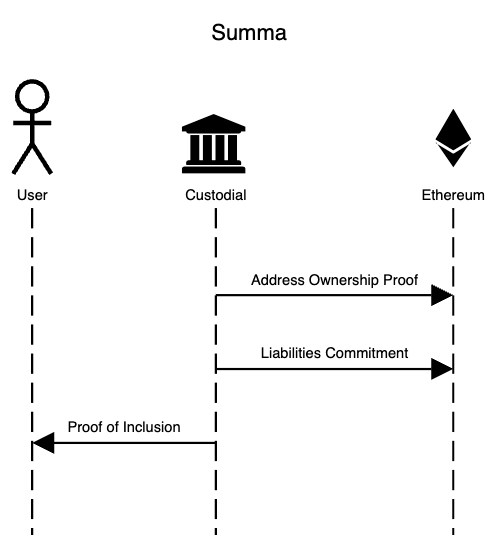 Summa
User
Custodial
Ethereum
Address Ownership Proof
Liabilities Commitment
Proof of Inclusion